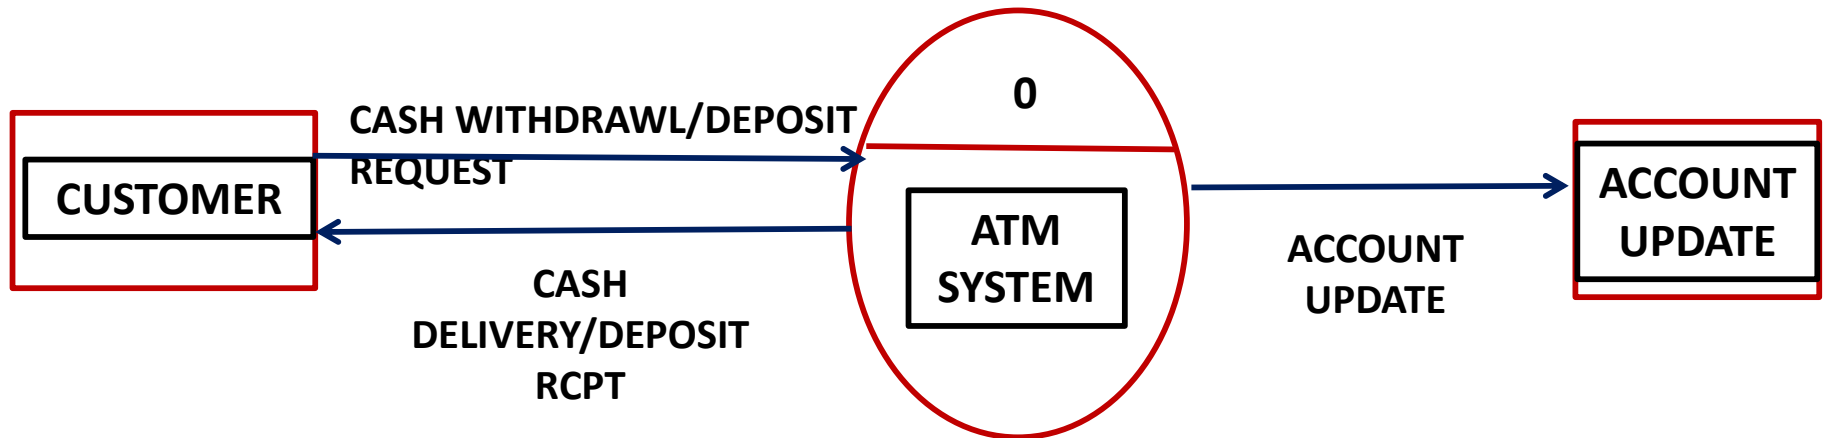 0
CASH WITHDRAWL/DEPOSIT
REQUEST
CUSTOMER
ATM
SYSTEM
CASH
DELIVERY/DEPOSIT
RCPT
ACCOUNT
UPDATE
ACCOUNT
UPDATE